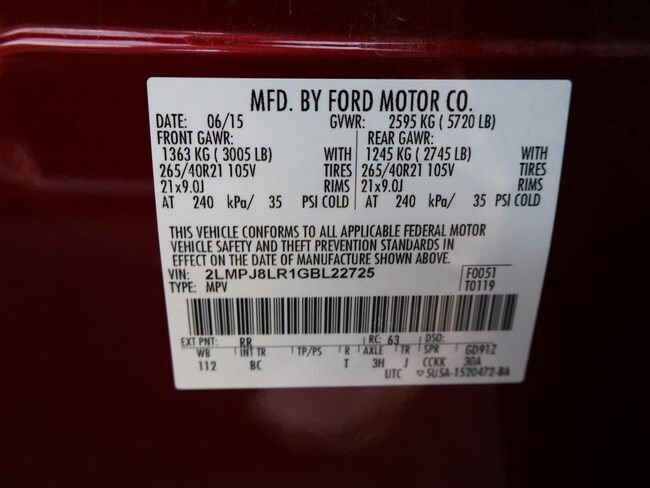 MFD. BY FORD MOTOR CO.
DATE: 06/15 GVWR: 2595 KG ( 5720 LB)
FRONT GAWR: REAR GAWR:
1363 KG ( 3005 LB) WITH 1245 KG ( 2745 LB) WITH
265/40R21 105V TIRES 265/40R21 105V TIRES
21x9.0J RIMS 21x9.0J RIMS
AT 240 kPa/ 35 PSI COLD AT 240 kPa/ 35 PSI COLD
THIS VEHICLE CONFORMS TO ALL APPLICABLE FEDERAL MOTOR
VEHICLE SAFETY AND THEFT PREVENTION STANDARDS IN
EFFECT ON THE DATE OF MANUFACTURE SHOWN ABOVE.
VIN: 2LMPJ8LR1GBL22725 F0051
TYPE: MPV T0119
EXT PNT: RR RC: 63 DSO:
WB INT TR TP/PS R AXLE TR SPR GD91Z
112 BC T 3H J CCKK 30A
UTC ▽5U5A-1520472-BA